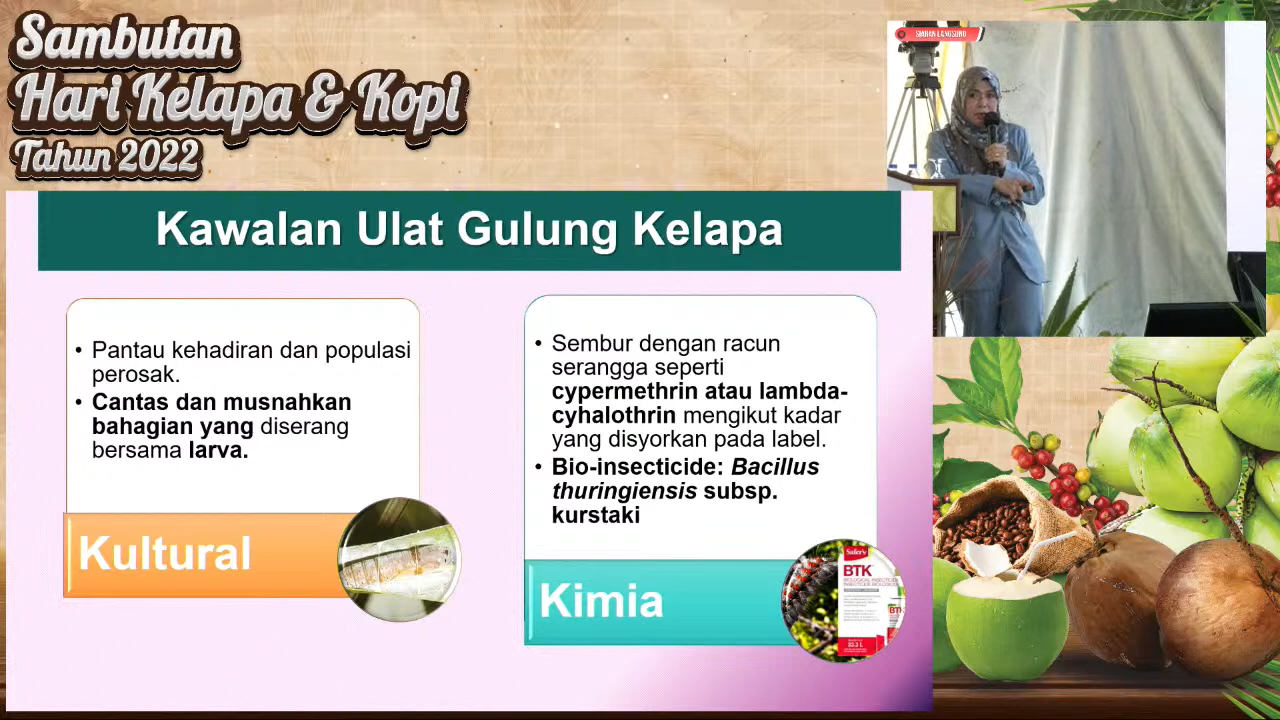 Sambutan
Hari Kelapa & Kopi
Tahun 2022
SIARAN LANGSUNG
Kawalan Ulat Gulung Kelapa
• Pantau kehadiran dan populasi
perosak.
• Cantas dan musnahkan
bahagian yang diserang
bersama larva.
Kultural
• Sembur dengan racun
serangga seperti
cypermethrin atau lambda-
cyhalothrin mengikut kadar
yang disyorkan pada label.
• Bio-insecticide: Bacillus
thuringiensis subsp.
kurstaki
Kimia
Safer's
BTK